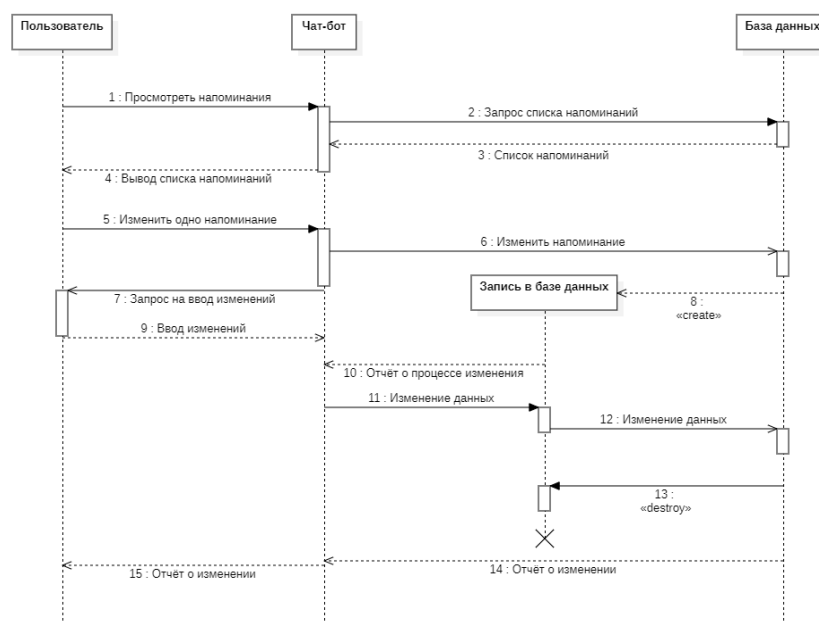 Пользователь
Чат-бот
База данных
1 : Просмотреть напоминания
2 : Запрос списка напоминаний
3 : Список напоминаний
4 : Вывод списка напоминаний
5 : Изменить одно напоминание
6 : Изменить напоминание
Запись в базе данных
7 : Запрос на ввод изменений
8 :
«create»
9 : Ввод изменений
10 : Отчёт о процессе изменения
11 : Изменение данных
12 : Изменение данных
13 :
«destroy»
14 : Отчёт о изменении
15 : Отчёт о изменении